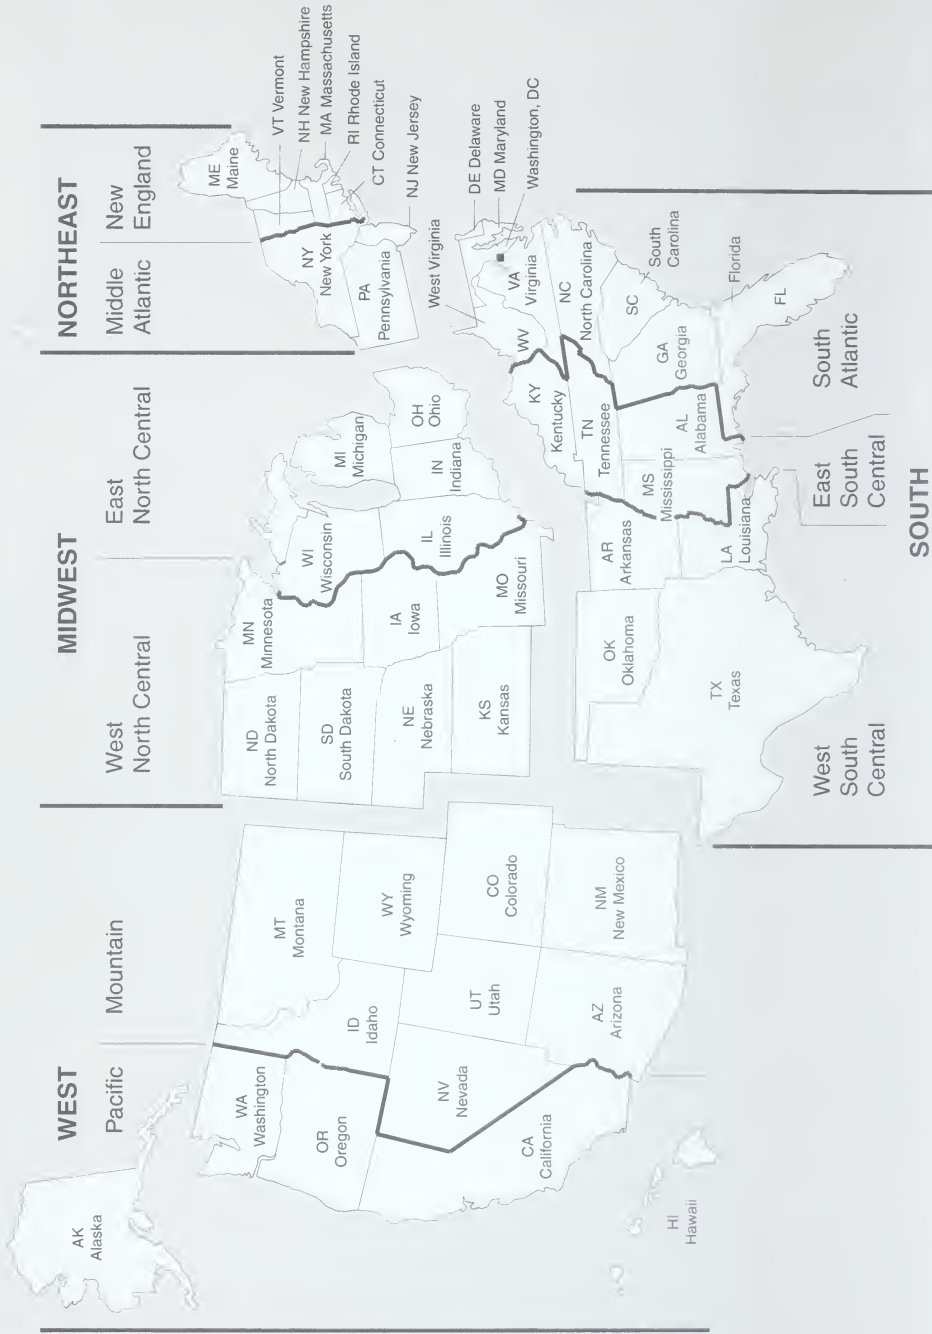 WEST
Pacific
Mountain
MIDWEST
West
North Central
East
North Central
NORTHEAST
Middle
Atlantic
New
England
AK
Alaska
HI
Hawaii
WA
Washington
OR
Oregon
CA
California
NV
Nevada
ID
Idaho
MT
Montana
WY
Wyoming
UT
Utah
CO
Colorado
AZ
Arizona
NM
New Mexico
ND
North Dakota
SD
South Dakota
NE
Nebraska
KS
Kansas
MN
Minnesota
IA
Iowa
MO
Missouri
WI
Wisconsin
IL
Illinois
MI
Michigan
IN
Indiana
OH
Ohio
ME
Maine
NY
New York
PA
Pennsylvania
VT Vermont
NH New Hampshire
MA Massachusetts
RI Rhode Island
CT Connecticut
NJ New Jersey
West Virginia
DE Delaware
MD Maryland
Washington, DC
TX
Texas
OK
Oklahoma
AR
Arkansas
LA
Louisiana
KY
Kentucky
TN
Tennessee
MS
Mississippi
AL
Alabama
WV
VA
Virginia
NC
North Carolina
SC
South
Carolina
GA
Georgia
Florida
FL
West
South
Central
East
South
Central
South
Atlantic
SOUTH